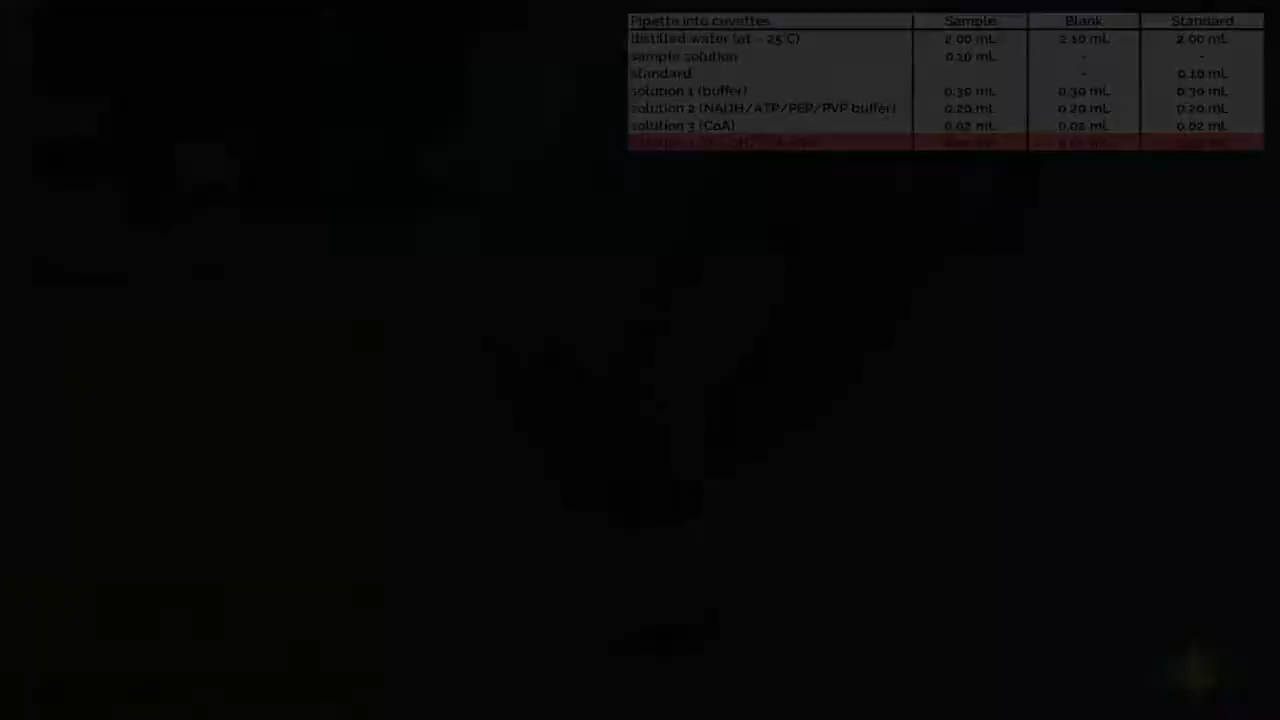 Pipette into cuvettes Sample Blank Standard
distilled water (at ~ 25°C) 2.00 mL 2.10 mL 2.00 mL
sample solution 0.10 mL - -
standard - 0.10 mL
solution 1 (buffer) 0.30 mL 0.30 mL 0.30 mL
solution 2 (NADH/ATP/PEP/PVP buffer) 0.20 mL 0.20 mL 0.20 mL
solution 3 (CoA) 0.02 mL 0.02 mL 0.02 mL